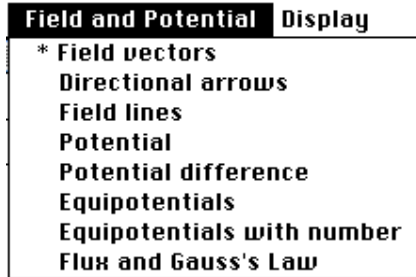 Field and Potential Display
* Field vectors
Directional arrows
Field lines
Potential
Potential difference
Equipotentials
Equipotentials with number
Flux and Gauss's Law